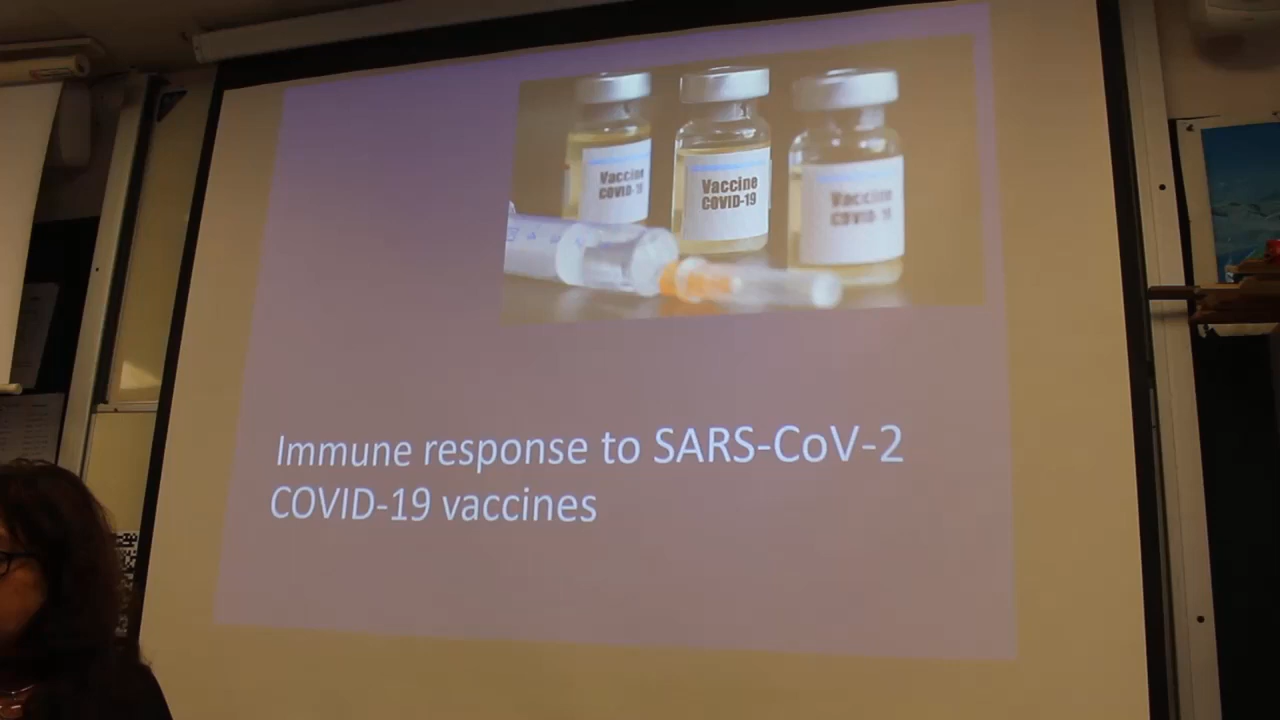 Vaccine
COVID-19
Vaccine
COVID-19
Vaccine
COVID-19
Immune response to SARS-CoV-2
COVID-19 vaccines